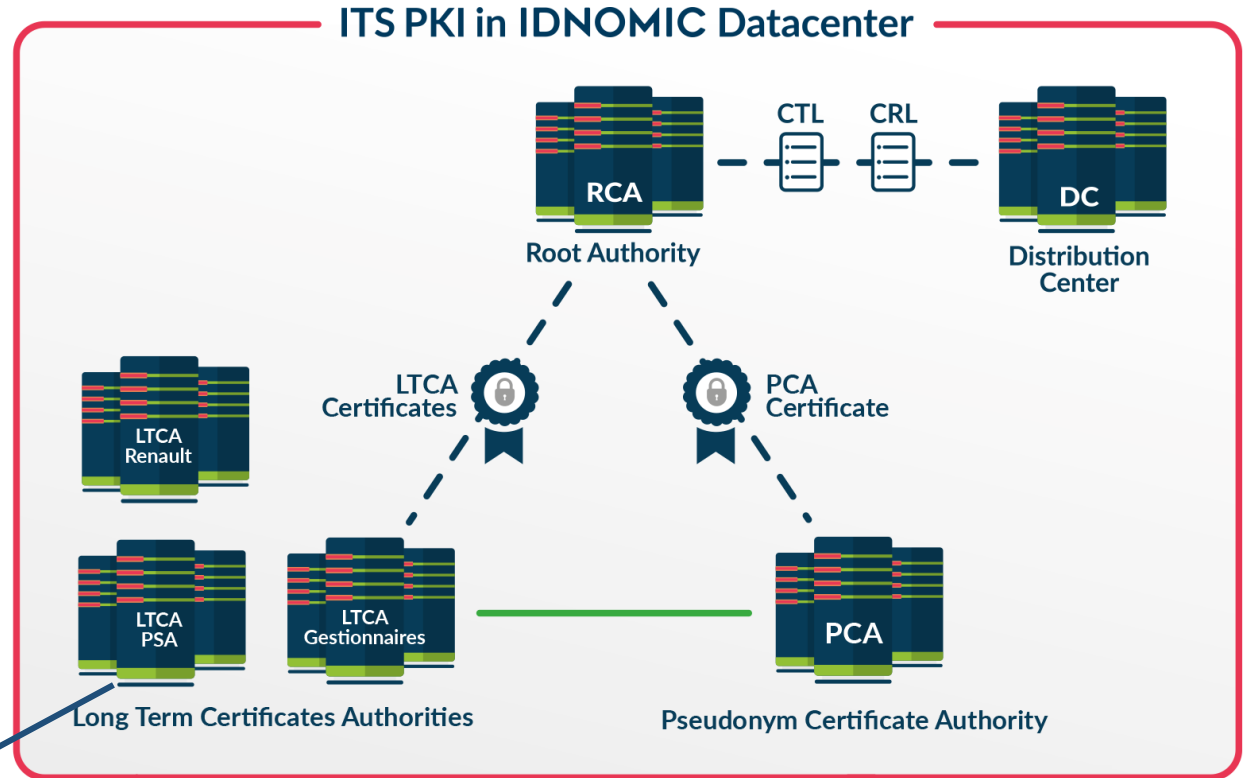 ITS PKI in IDNOMIC Datacenter
CTL
CRL
RCA
DC
Root Authority
Distribution
Center
LTCA
Certificates
PCA
Certificate
LTCA
Renault
LTCA
PSA
LTCA
Gestionnaires
PCA
Long Term Certificates Authorities
Pseudonym Certificate Authority